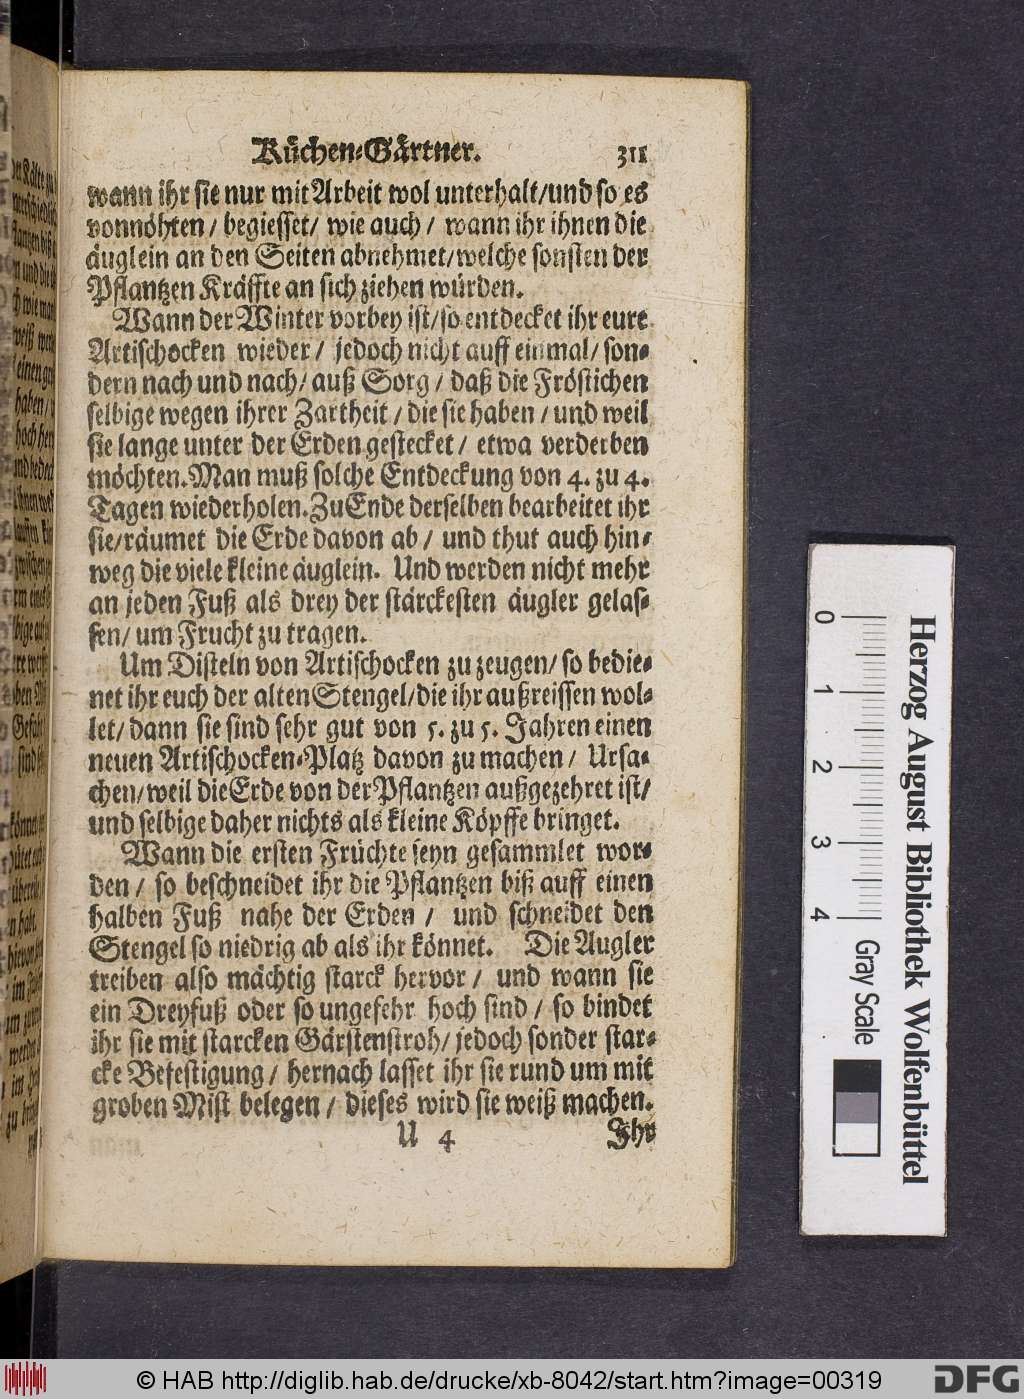 Küchen-Gärtner. 311
wann ihr sie nur mit Arbeit wol unterhalt/und so es
vonnöhten / begiesset/ wie auch / wann ihr ihnen die
äuglein an den Seiten abnehmet/welche sonsten der
Pflantzen Kräffte an sich ziehen würden.
Wann der Winter vorbey ist/so entdecket ihr eure
Artischocken wieder / jedoch nicht auff einmal/ son-
dern nach und nach/ auß Sorg / daß die Fröstichen
selbige wegen ihrer Zartheit / die sie haben / und weil
sie lange unter der Erden gestecket / etwa verderben
möchten. Man muß solche Entdeckung von 4. zu 4.
Tagen wiederholen. Zu Ende derselben bearbeitet ihr
sie/räumet die Erde davon ab / und thut auch hin-
weg die viele kleine äuglein. Und werden nicht mehr
an jeden Fuß als drey der stärckesten äugler gelas-
sen/ um Frucht zu tragen.
Um Disteln von Artischocken zu zeugen/ so bedie-
net ihr euch der alten Stengel/die ihr außreissen wol-
let/ dann sie sind sehr gut von 5. zu 5. Jahren einen
neuen Artischocken-Platz davon zu machen / Ursa-
chen/weil die Erde von der Pflantzen außgezehret ist/
und selbige daher nichts als kleine Köpffe bringet.
Wann die ersten Früchte seyn gesammlet wor-
den / so beschneidet ihr die Pflantzen biß auff einen
halben Fuß nahe der Erden / und schneidet den
Stengel so niedrig ab als ihr könnet. Die Augler
treiben also mächtig starck hervor / und wann sie
ein Dreyfuß oder so ungefehr hoch sind / so bindet
ihr sie mit starcken Gärstenstroh/ jedoch sonder star-
cke Befestigung / hernach lasset ihr sie rund um mit
groben Mist belegen / dieses wird sie weiß machen.
U 4 Ihr
Herzog August Bibliothek Wolfenbüttel
0 1 2 3 4 Gray Scale
© HAB http://diglib.hab.de/drucke/xb-8042/start.htm?image=00319
DFG